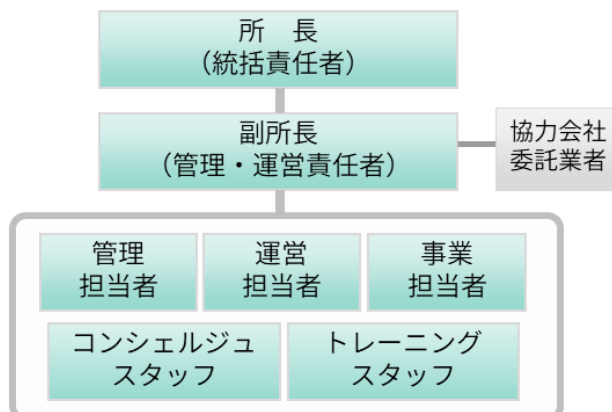 所　長
（統括責任者）
副所長
（管理・運営責任者）
協力会社
委託業者
管理
担当者
運営
担当者
事業
担当者
コンシェルジュ
スタッフ
トレーニング
スタッフ